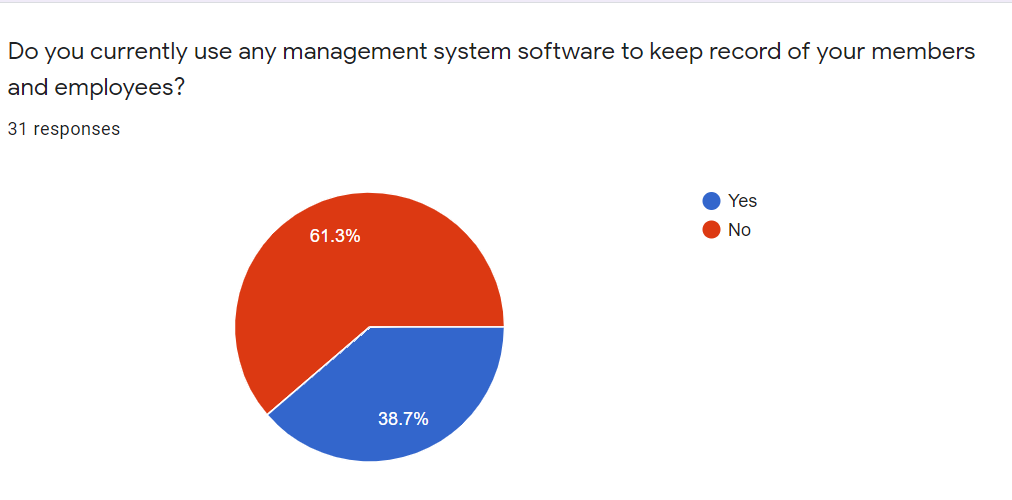 Do you currently use any management system software to keep record of your members
and employees?
31 responses
Yes
No
61.3%
38.7%